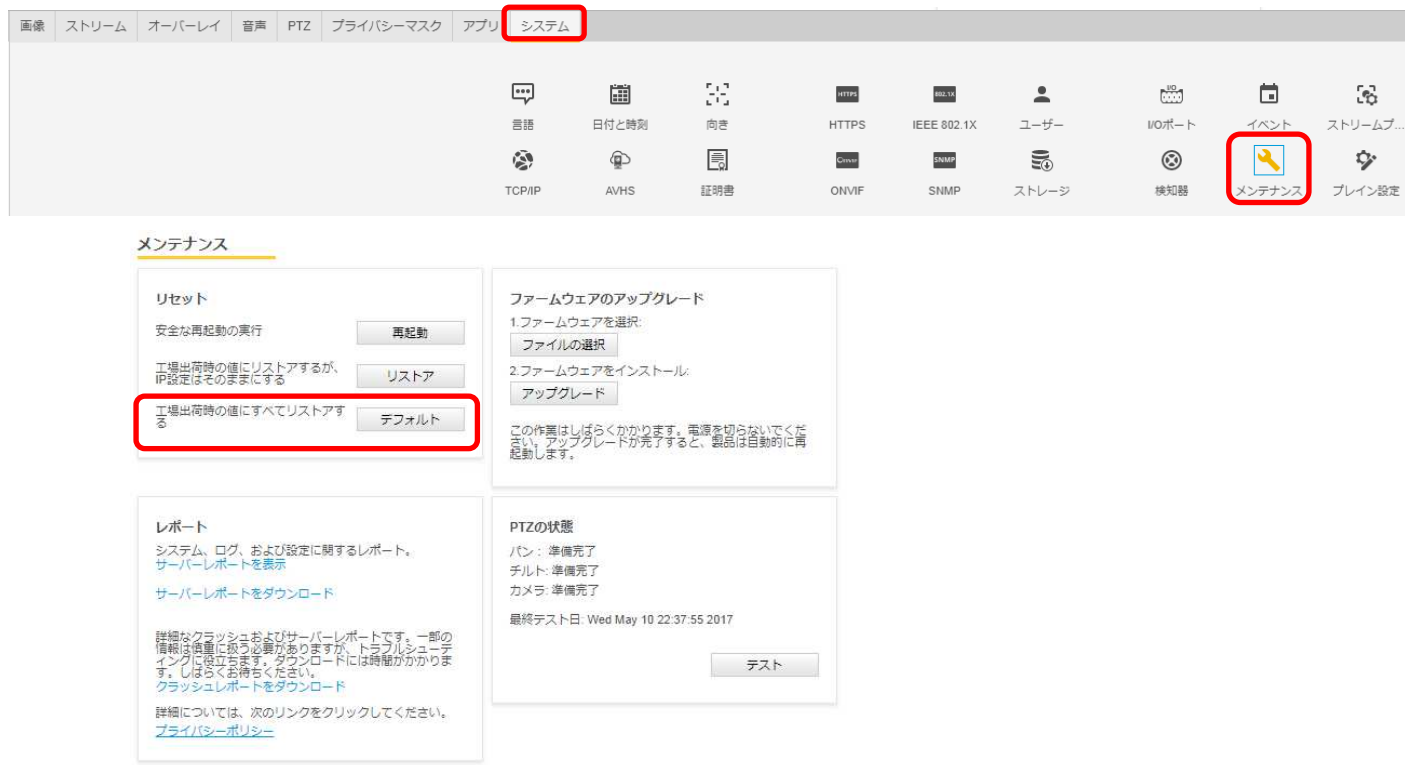 画像 ストリーム オーバーレイ 音声 PTZ プライバシーマスク アプリ システム
HTTPS 802.1X I/O
言語 日付と時刻 向き HTTPS IEEE 802.1X ユーザー I/Oポート イベント ストリームプ...
SNMP
TCP/IP AVHS 証明書 ONVIF SNMP ストレージ 検知器 メンテナンス プレイン設定
メンテナンス
リセット
安全な再起動の実行 再起動
工場出荷時の値にリストアするが、
IP設定はそのままにする リストア
工場出荷時の値にすべてリストアす
る デフォルト
ファームウェアのアップグレード
1.ファームウェアを選択:
ファイルの選択
2.ファームウェアをインストール:
アップグレード
この作業はしばらくかかります。電源を切らないでくだ
さい。アップグレードが完了すると、製品は自動的に再
起動します。
レポート
システム、ログ、および設定に関するレポート。
サーバーレポートを表示
サーバーレポートをダウンロード
詳細なクラッシュおよびサーバーレポートです。一部の
情報は慎重に扱う必要がありますが、トラブルシューテ
ィングに役立ちます。ダウンロードには時間がかかりま
す。しばらくお待ちください。
クラッシュレポートをダウンロード
詳細については、次のリンクをクリックしてください。
プライバシーポリシー
PTZの状態
パン： 準備完了
チルト: 準備完了
カメラ: 準備完了
最終テスト日: Wed May 10 22:37:55 2017
テスト